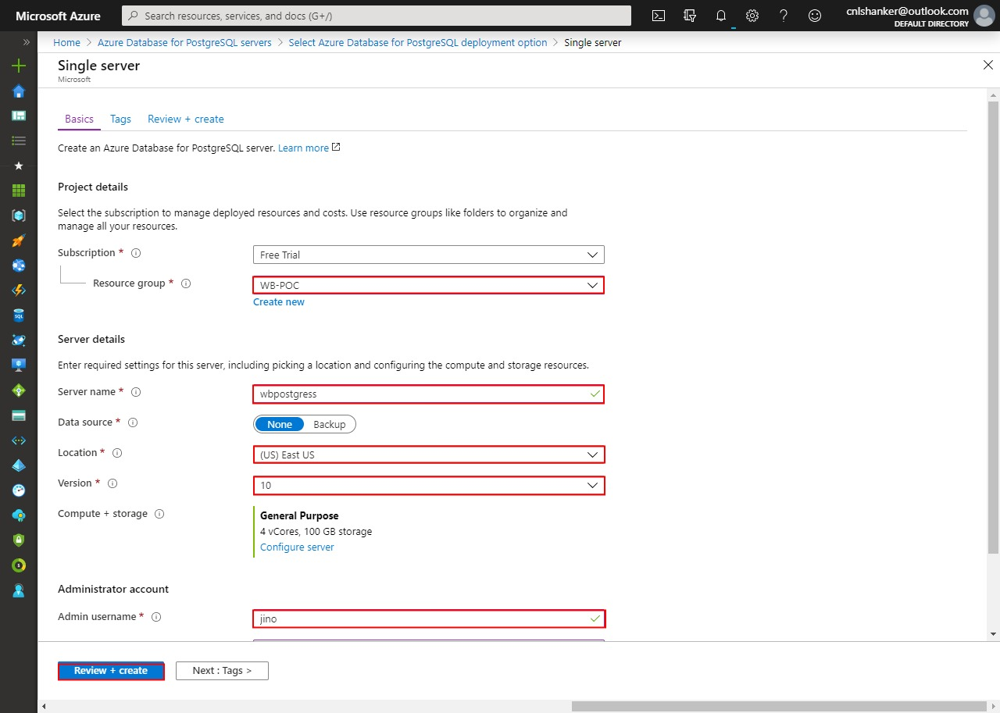 Microsoft Azure
Search resources, services, and docs (G+/)
cnlshanker@outlook.com
DEFAULT DIRECTORY
Home > Azure Database for PostgreSQL servers > Select Azure Database for PostgreSQL deployment option > Single server
Single server
Microsoft
Basics Tags Review + create
Create an Azure Database for PostgreSQL server. Learn more
Project details
Select the subscription to manage deployed resources and costs. Use resource groups like folders to organize and
manage all your resources.
Subscription * Free Trial
Resource group * WB-POC
Create new
Server details
Enter required settings for this server, including picking a location and configuring the compute and storage resources.
Server name * wbpostgress
Data source * None Backup
Location * (US) East US
Version * 10
Compute + storage General Purpose
4 vCores, 100 GB storage
Configure server
Administrator account
Admin username * jino
Review + create Next : Tags >